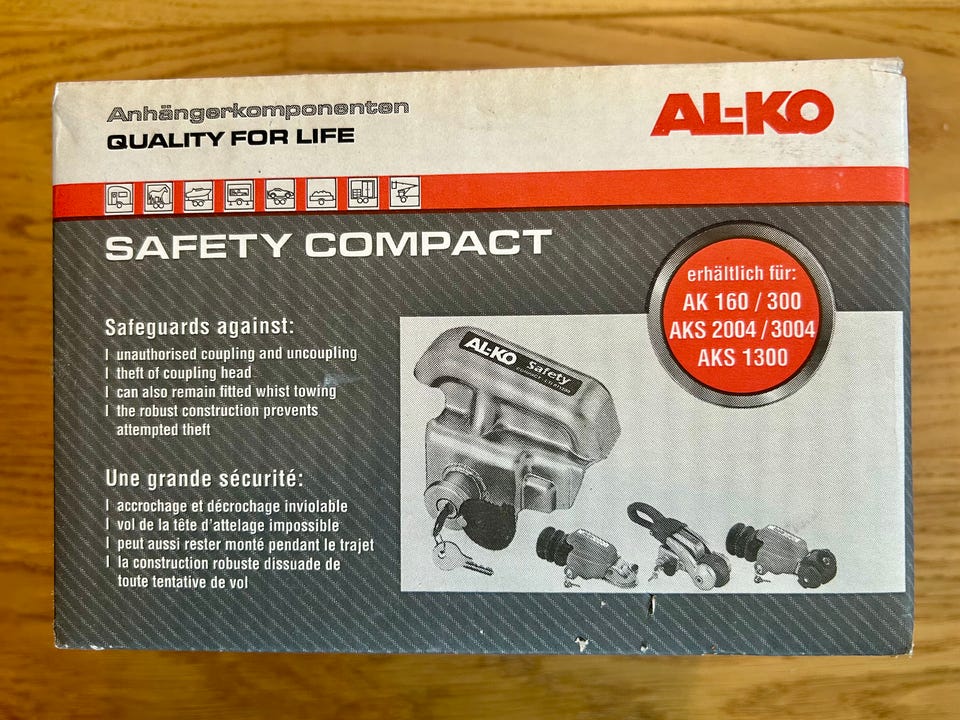 Anhängerkomponenten
QUALITY FOR LIFE
AL-KO
SAFETY COMPACT
erhältlich für:
AK 160 / 300
AKS 2004 / 3004
AKS 1300
Safeguards against:
| unauthorised coupling and uncoupling
| theft of coupling head
| can also remain fitted whist towing
| the robust construction prevents
attempted theft
AL-KO Safety
Une grande sécurité:
| accrochage et décrochage inviolable
| vol de la tête d'attelage impossible
| peut aussi rester monté pendant le trajet
| la construction robuste dissuade de
toute tentative de vol